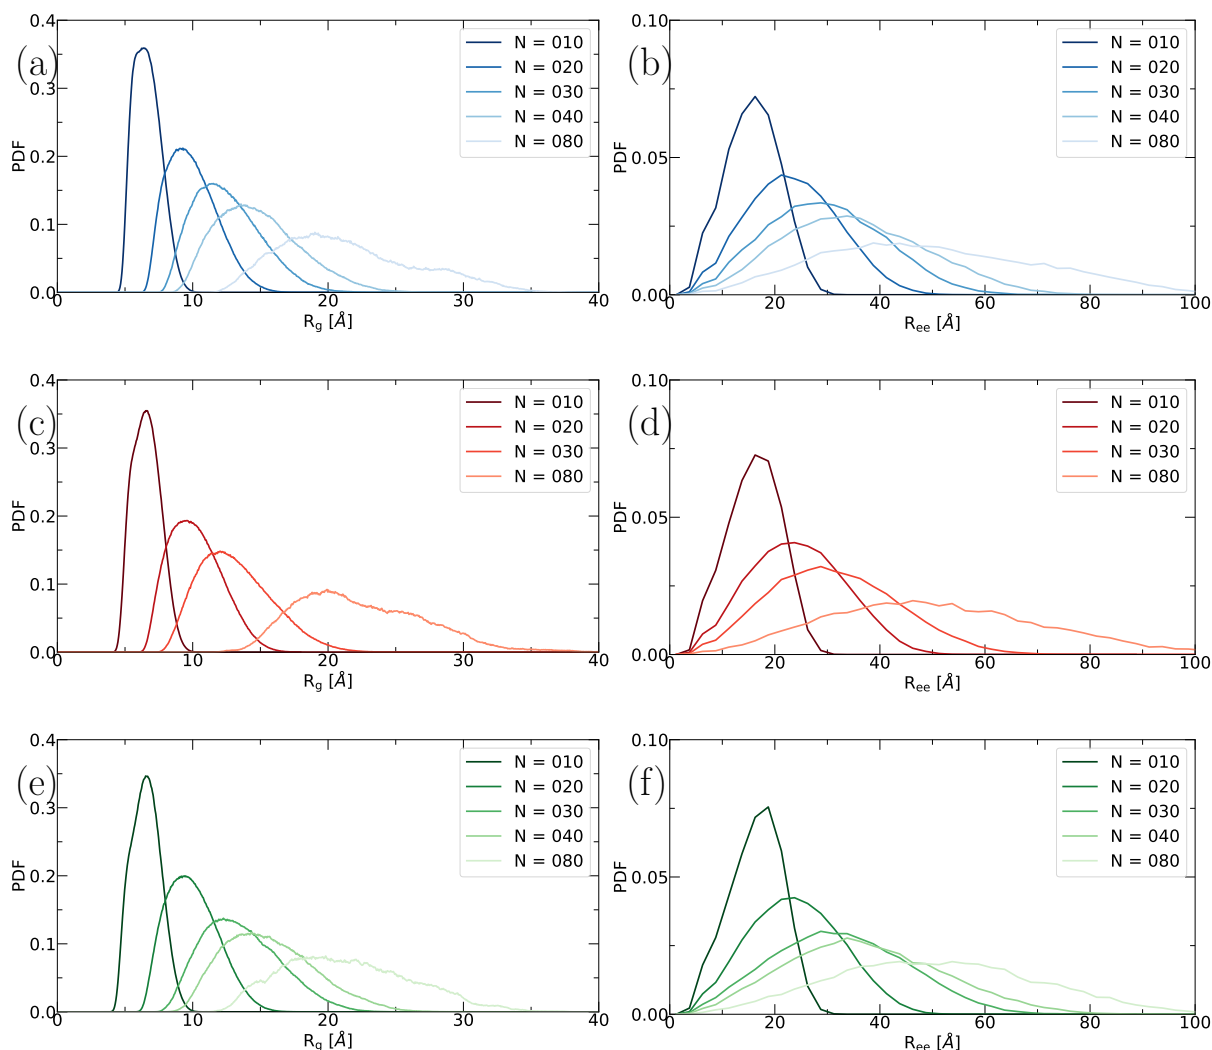 (a)
PDF
0.4
0.3
0.2
0.1
0.0
0 10 20 30 40
R_g [Å]
N = 010
N = 020
N = 030
N = 040
N = 080
(b)
PDF
0.10
0.05
0.00
0 20 40 60 80 100
R_ee [Å]
N = 010
N = 020
N = 030
N = 040
N = 080
(c)
PDF
0.4
0.3
0.2
0.1
0.0
0 10 20 30 40
R_g [Å]
N = 010
N = 020
N = 030
N = 080
(d)
PDF
0.10
0.05
0.00
0 20 40 60 80 100
R_ee [Å]
N = 010
N = 020
N = 030
N = 080
(e)
PDF
0.4
0.3
0.2
0.1
0.0
0 10 20 30 40
R_g [Å]
N = 010
N = 020
N = 030
N = 040
N = 080
(f)
PDF
0.10
0.05
0.00
0 20 40 60 80 100
R_ee [Å]
N = 010
N = 020
N = 030
N = 040
N = 080